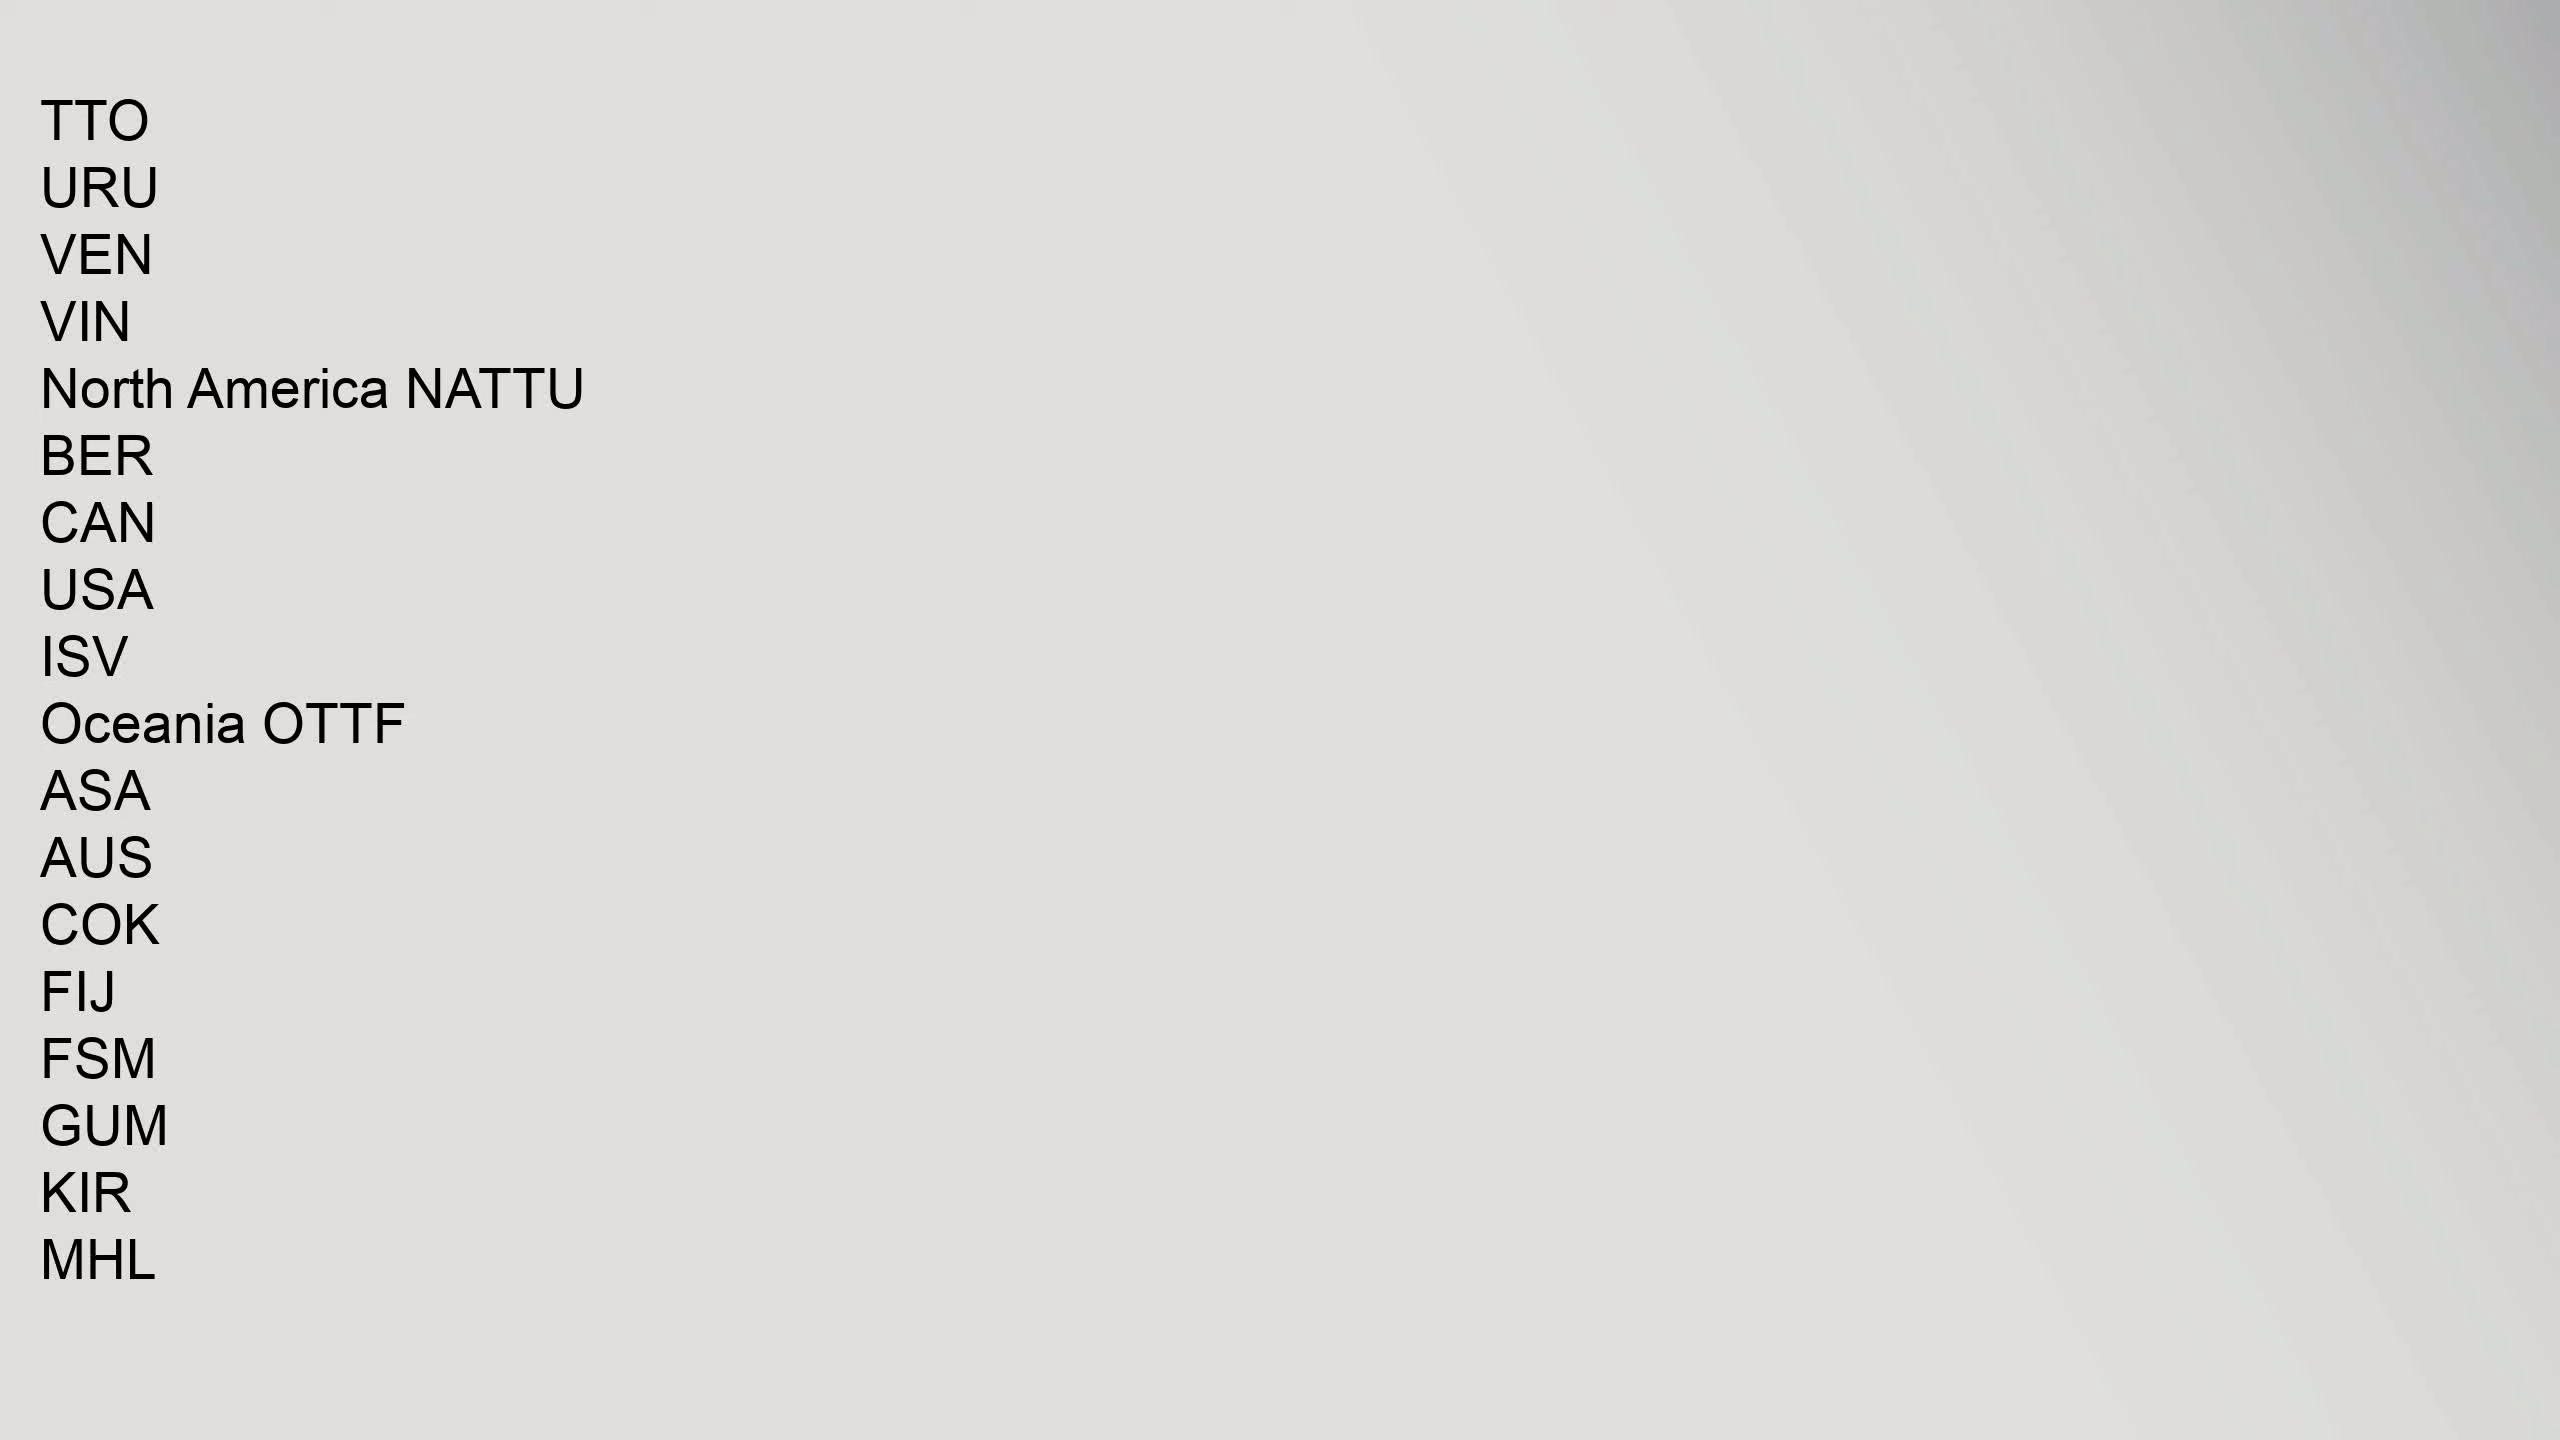 TTO
URU
VEN
VIN
North America NATTU
BER
CAN
USA
ISV
Oceania OTTF
ASA
AUS
COK
FIJ
FSM
GUM
KIR
MHL